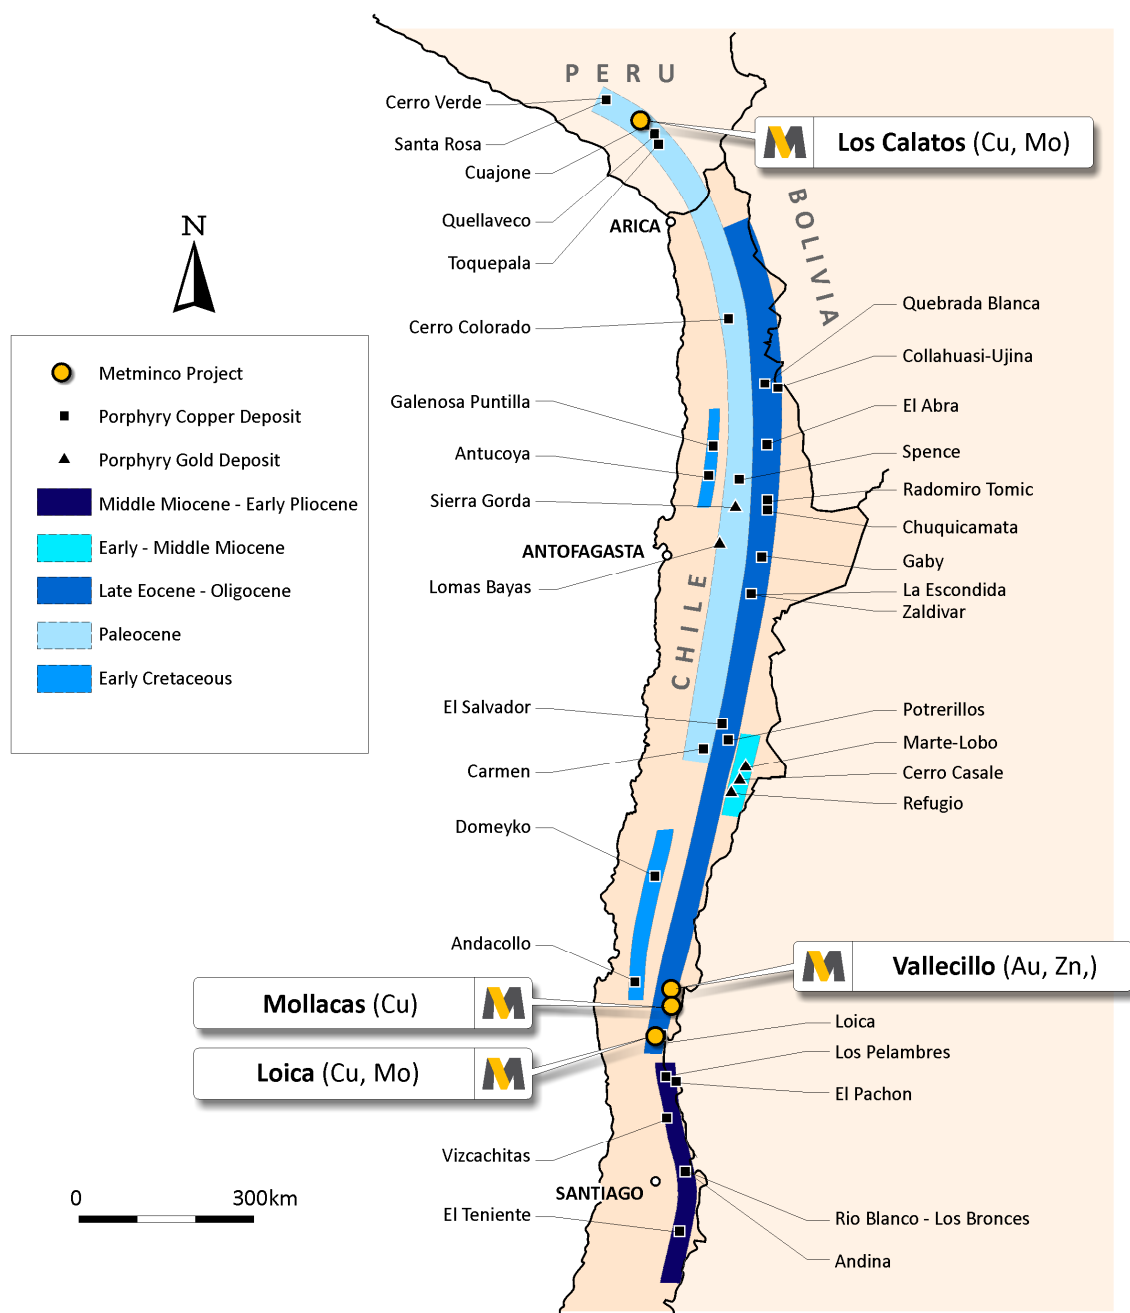 PERU
Cerro Verde
Santa Rosa
Cuajone
Quellaveco
Toquepala
Los Calatos (Cu, Mo)
BOLIVIA
ARICA
N
Cerro Colorado
Quebrada Blanca
Collahuasi-Ujina
Galenosa Puntilla
El Abra
Antucoya
Spence
Sierra Gorda
Radomiro Tomic
Chuquicamata
ANTOFAGASTA
Gaby
Lomas Bayas
La Escondida
Zaldivar
CHILE
Metminco Project
Porphyry Copper Deposit
Porphyry Gold Deposit
Middle Miocene - Early Pliocene
Early - Middle Miocene
Late Eocene - Oligocene
Paleocene
Early Cretaceous
El Salvador
Potrerillos
Marte-Lobo
Carmen
Cerro Casale
Refugio
Domeyko
Andacollo
Vallecillo (Au, Zn,)
Mollacas (Cu)
Loica
Loica (Cu, Mo)
Los Pelambres
El Pachon
Vizcachitas
SANTIAGO
El Teniente
Rio Blanco - Los Bronces
Andina
0 300km